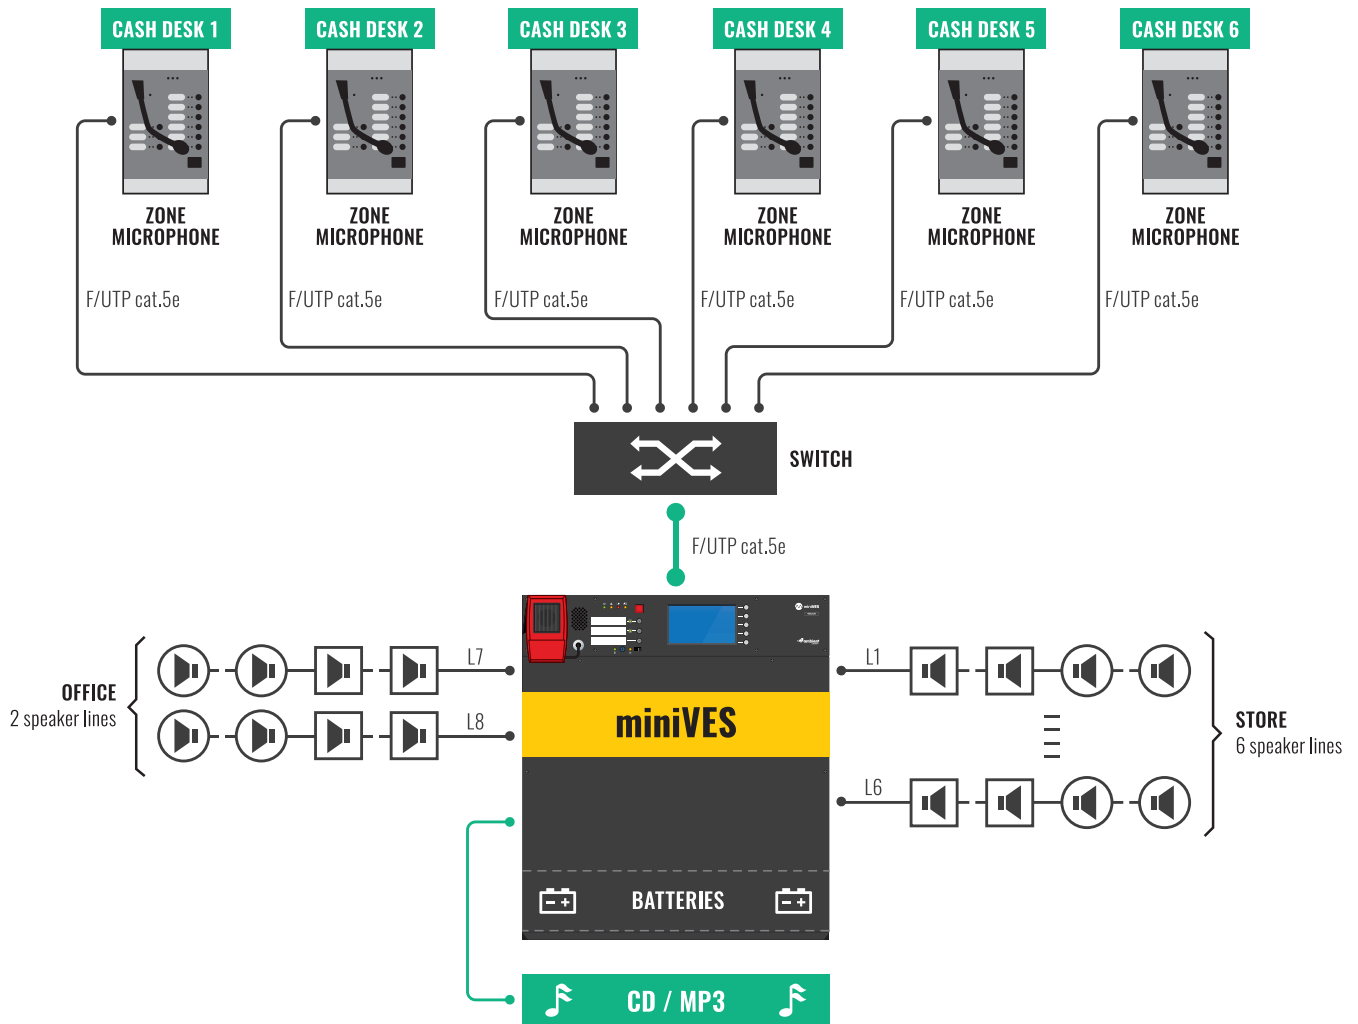 CASH DESK 1
CASH DESK 2
CASH DESK 3
CASH DESK 4
CASH DESK 5
CASH DESK 6
ZONE
MICROPHONE
ZONE
MICROPHONE
ZONE
MICROPHONE
ZONE
MICROPHONE
ZONE
MICROPHONE
ZONE
MICROPHONE
F/UTP cat.5e
F/UTP cat.5e
F/UTP cat.5e
F/UTP cat.5e
F/UTP cat.5e
F/UTP cat.5e
SWITCH
F/UTP cat.5e
miniVES
OFFICE
2 speaker lines
L7
L8
miniVES
L1
L6
STORE
6 speaker lines
BATTERIES
CD / MP3